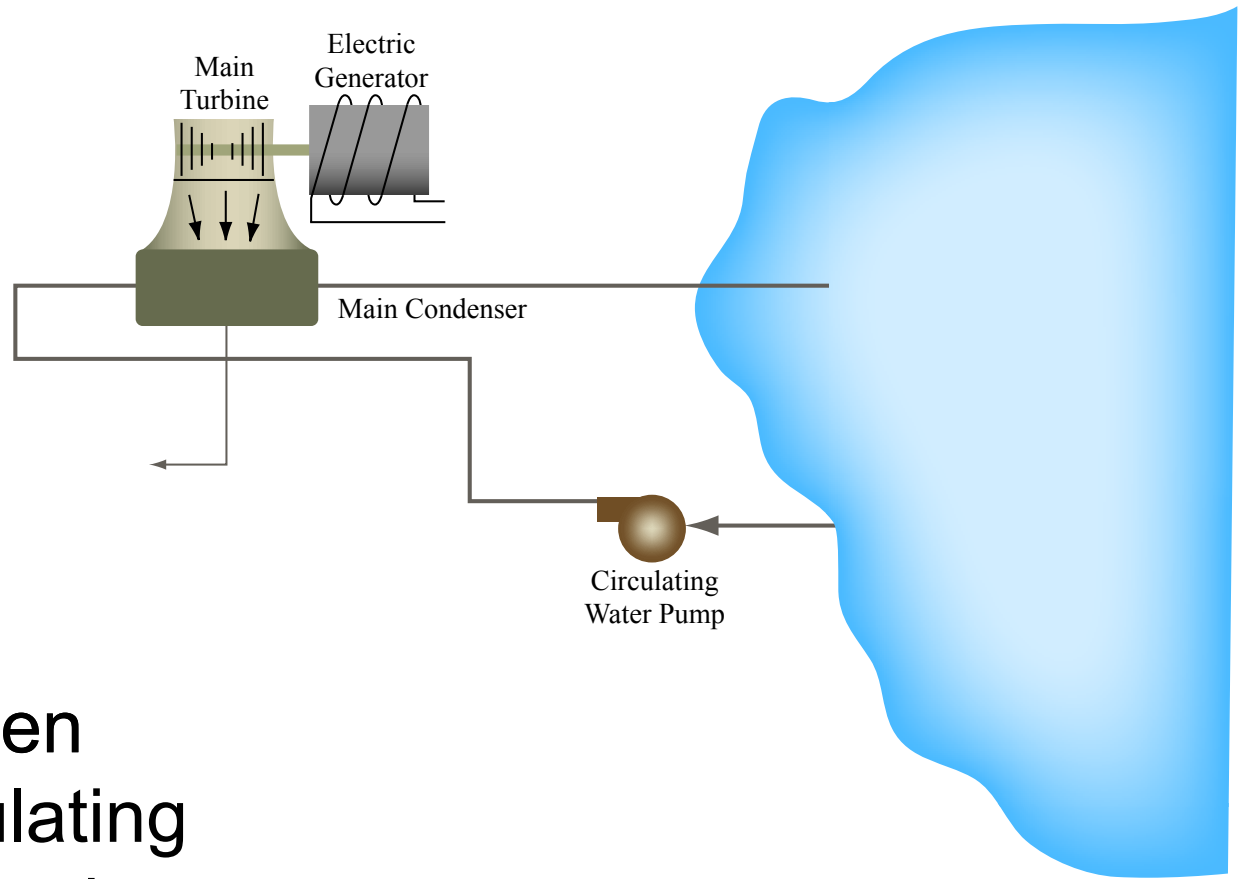 Main
Turbine
Electric
Generator
Main Condenser
Circulating
Water Pump
en
ulating